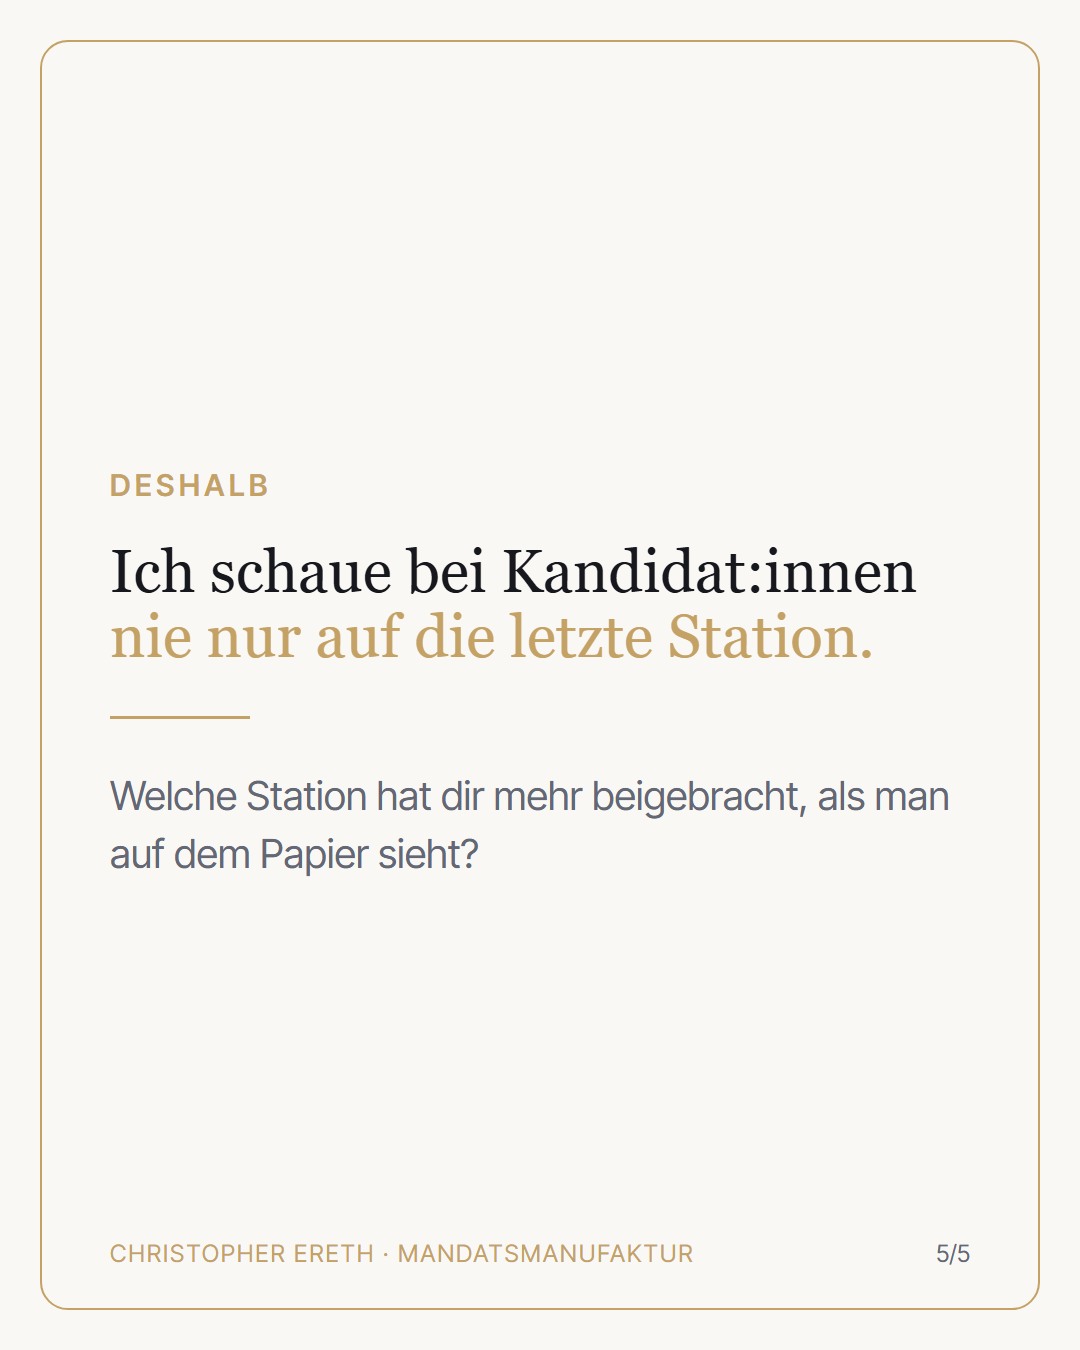 DESHALB
Ich schaue bei Kandidat:innen
nie nur auf die letzte Station.
Welche Station hat dir mehr beigebracht, als man
auf dem Papier sieht?
CHRISTOPHER ERETH · MANDATSMANUFAKTUR 5/5